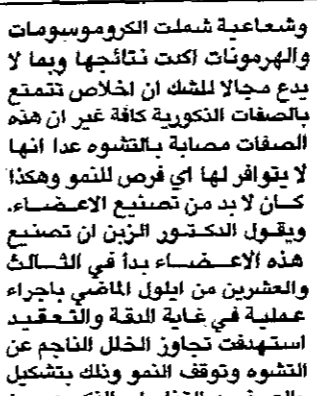 وشعاعية شملت الكروموسومات
والهرمونات اكدت نتائجها وبما لا
يدع مجالا للشك ان اخلاص تتمتع
بالصفات الذكورية كافة غير ان هذه
الصفات مصابة بالتشوه عدا انها
لا يتوافر لها اي فرص للنمو وهكذا
كان لا بد من تصنيع الاعضاء.
ويقول الدكتور الزبن ان تصنيع
هذه الاعضاء بدأ في الثالث
والعشرين من ايلول الماضي باجراء
عملية في غاية الدقة والتعقيد
استهدفت تجاوز الخلل الناجم عن
التشوه وتوقف النمو وذلك بتشكيل